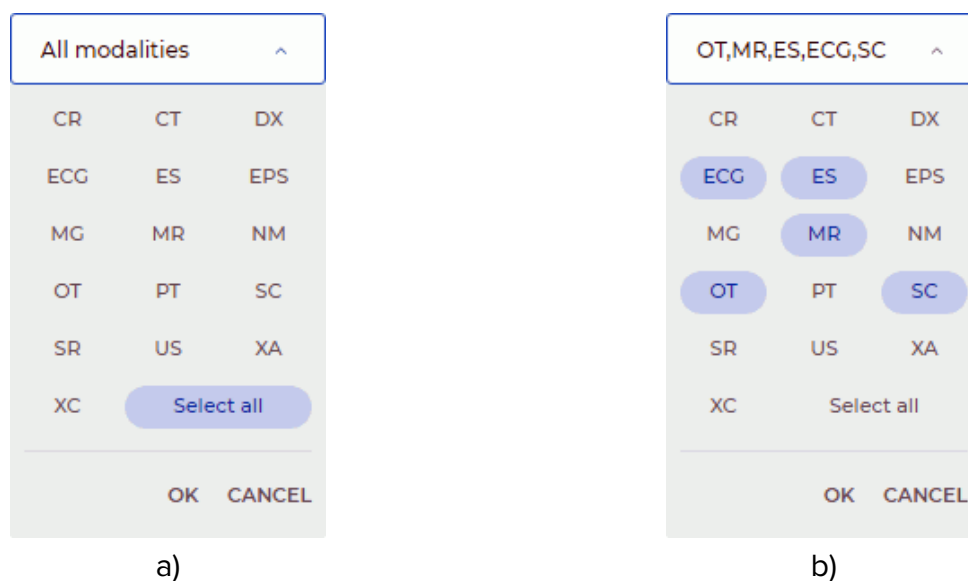 All modalities
CR CT DX
ECG ES EPS
MG MR NM
OT PT SC
SR US XA
XC Select all
OK CANCEL
a)
OT,MR,ES,ECG,SC
CR CT DX
ECG ES EPS
MG MR NM
OT PT SC
SR US XA
XC Select all
OK CANCEL
b)